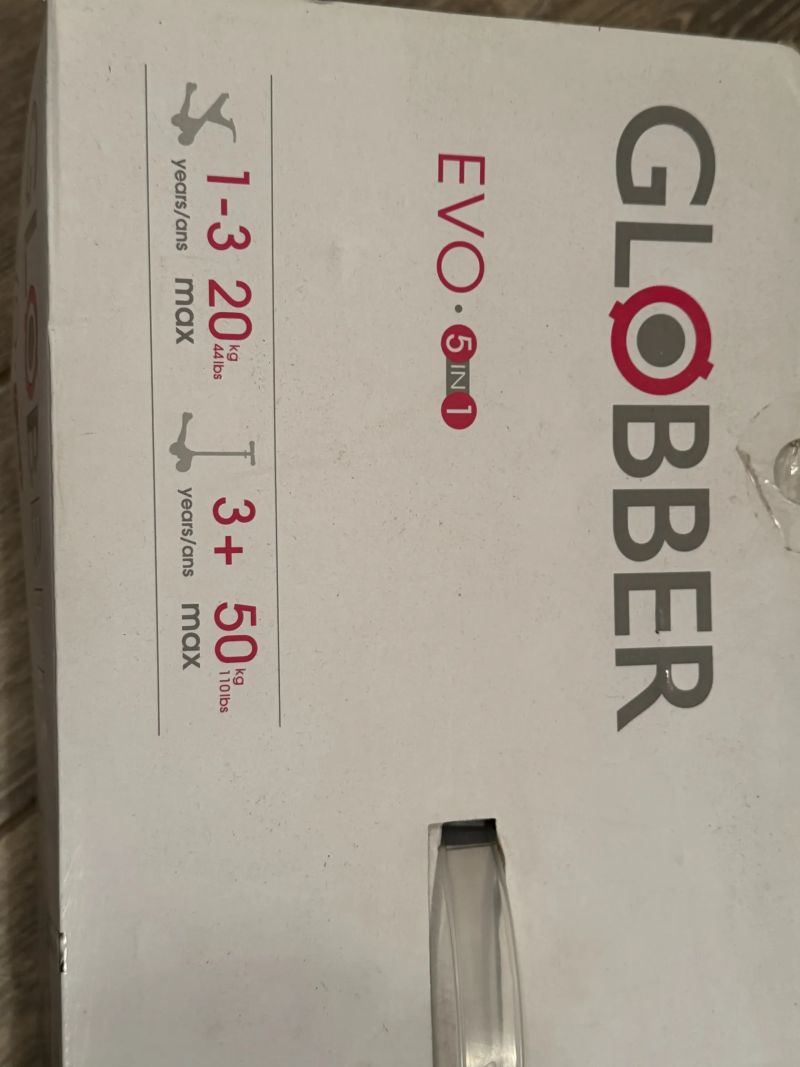 GLOBBER
EVO • 5 IN 1
1-3 years/ans 20 kg 44 lbs max
3+ years/ans 50 kg 110 lbs max